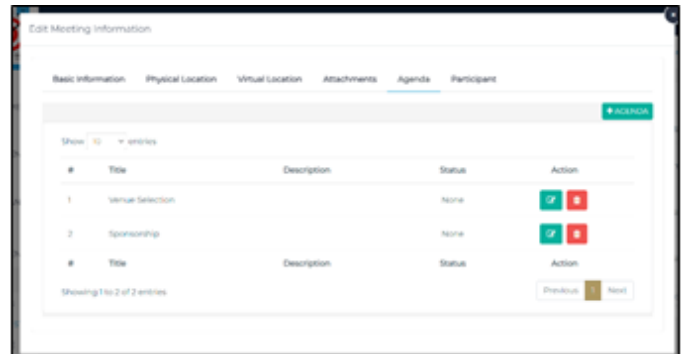 Edit Meeting Information
Basic Information Physical Location Virtual Location Attachments Agenda Participant
+ AGENDA
Show 10 entries
# Title Description Status Action
1 Venue Selection None
2 Sponsorship None
# Title Description Status Action
Showing 1 to 2 of 2 entries
Previous 1 Next